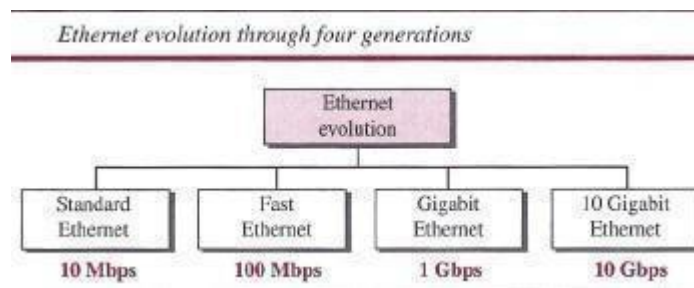 Ethernet evolution through four generations
Ethernet
evolution
Standard
Ethernet
Fast
Ethernet
Gigabit
Ethernet
10 Gigabit
Ethernet
10 Mbps
100 Mbps
1 Gbps
10 Gbps